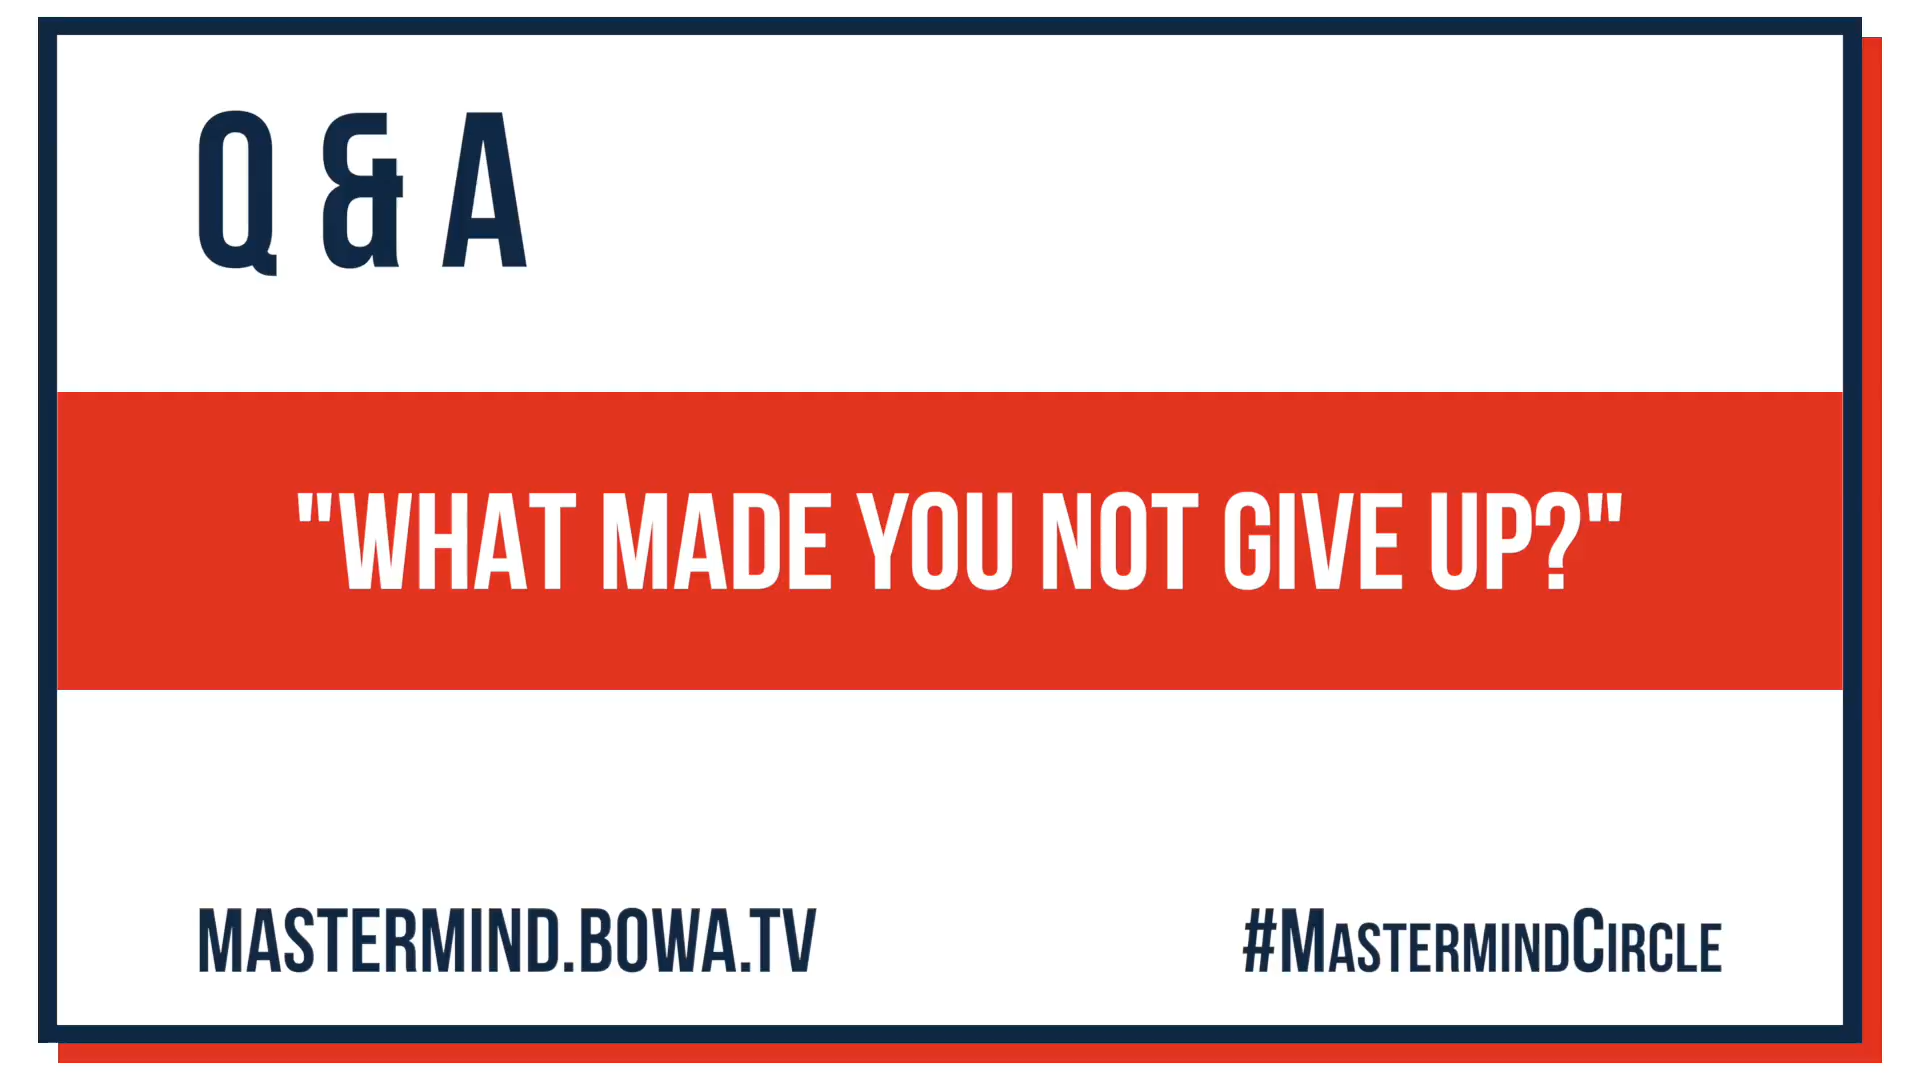 Q & A
"WHAT MADE YOU NOT GIVE UP?"
MASTERMIND.BOWA.TV
#MASTERMINDCIRCLE